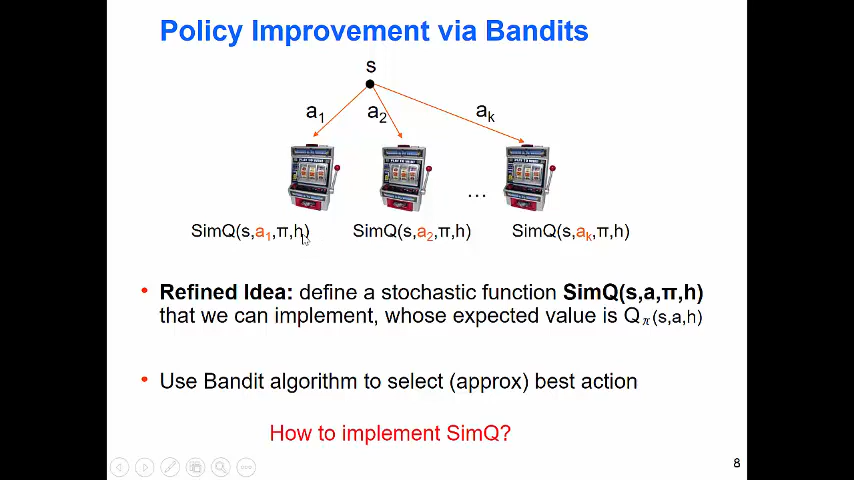 Policy Improvement via Bandits
s
a1 a2 ak
…
SimQ(s,a1,π,h) SimQ(s,a2,π,h) SimQ(s,ak,π,h)
• Refined Idea: define a stochastic function SimQ(s,a,π,h)
that we can implement, whose expected value is Qπ(s,a,h)
• Use Bandit algorithm to select (approx) best action
How to implement SimQ?
8